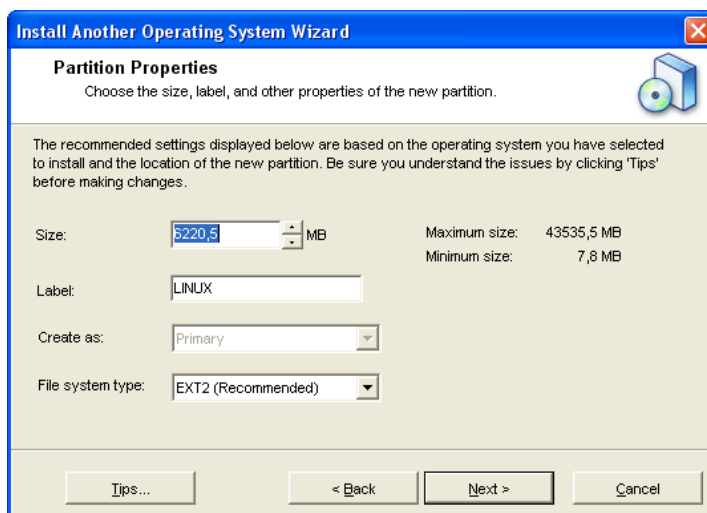 Install Another Operating System Wizard
Partition Properties
Choose the size, label, and other properties of the new partition.
The recommended settings displayed below are based on the operating system you have selected
to install and the location of the new partition. Be sure you understand the issues by clicking 'Tips'
before making changes.
Size: 6220,5 MB Maximum size: 43535,5 MB
Minimum size: 7,8 MB
Label: LINUX
Create as: Primary
File system type: EXT2 (Recommended)
Tips... < Back Next > Cancel